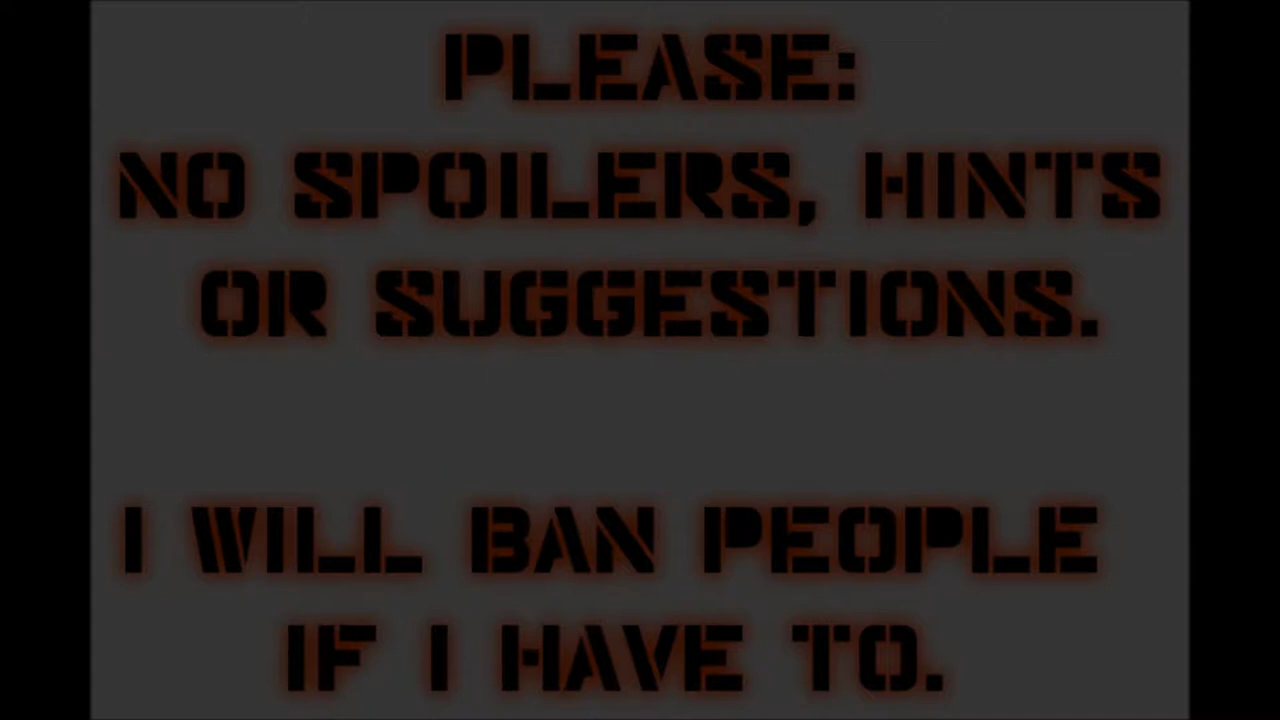 PLEASE:
NO SPOILERS, HINTS
OR SUGGESTIONS.
I WILL BAN PEOPLE
IF I HAVE TO.